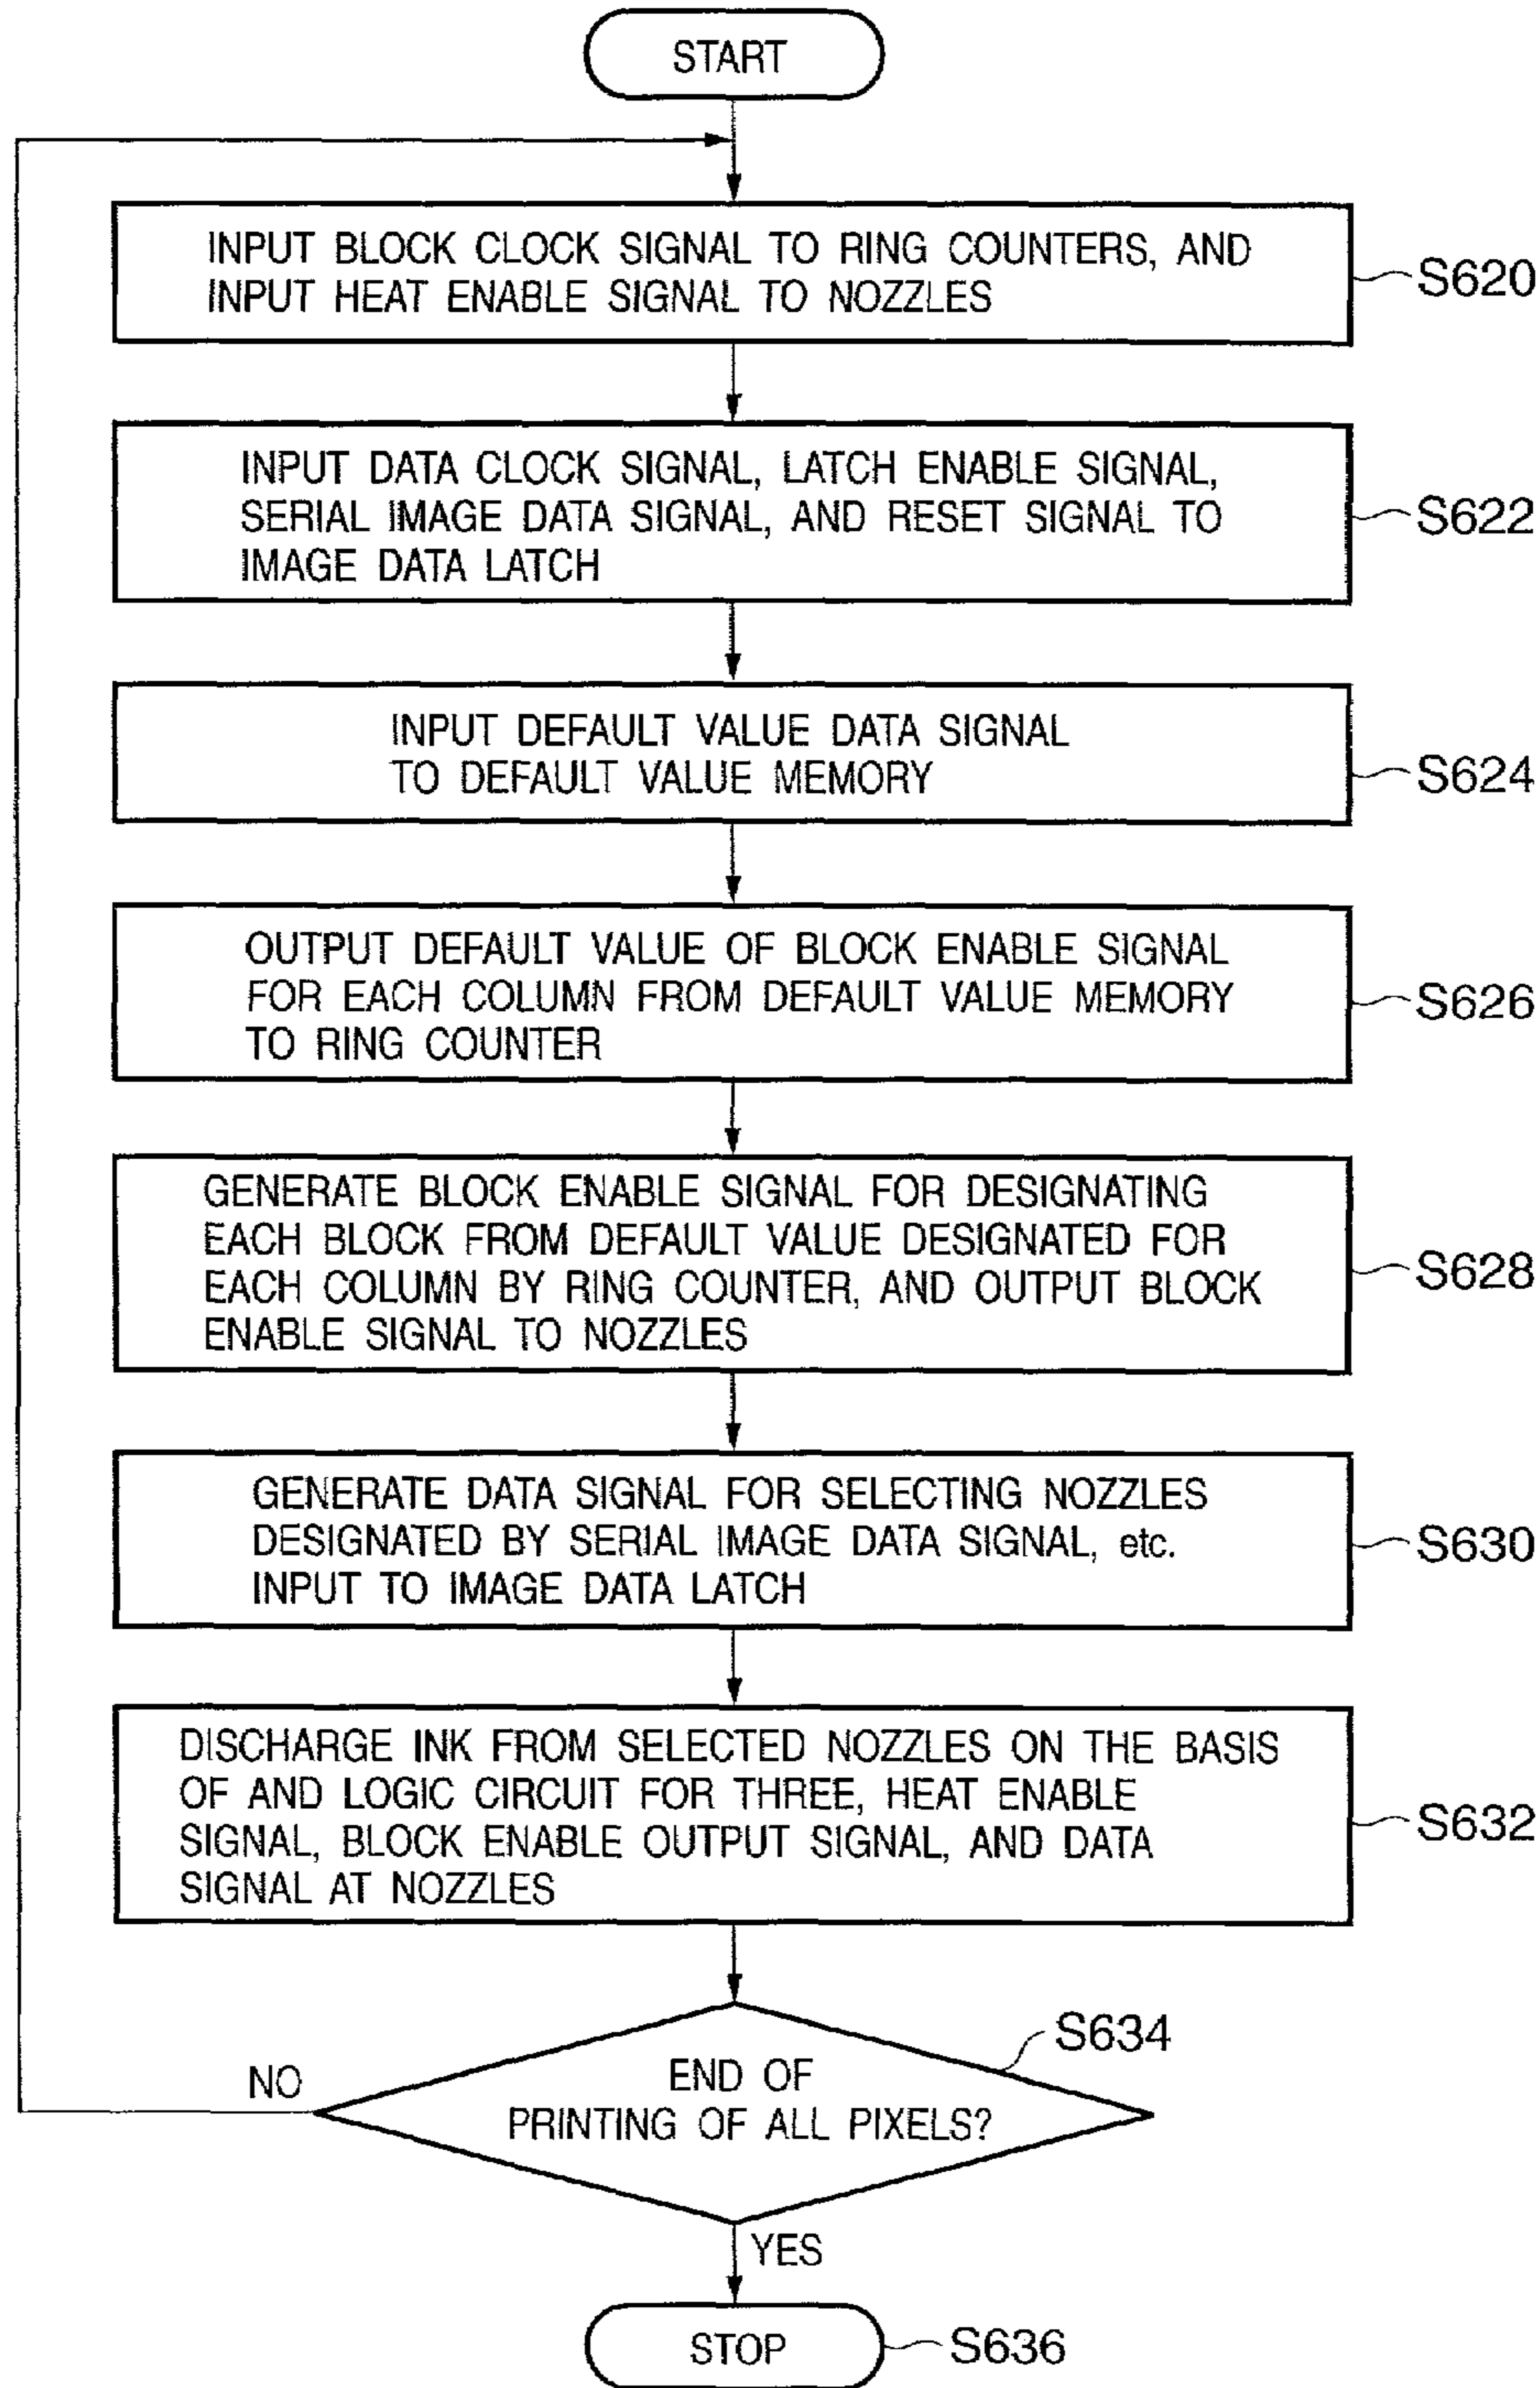 START
INPUT BLOCK CLOCK SIGNAL TO RING COUNTERS, AND
INPUT HEAT ENABLE SIGNAL TO NOZZLES
S620
INPUT DATA CLOCK SIGNAL, LATCH ENABLE SIGNAL,
SERIAL IMAGE DATA SIGNAL, AND RESET SIGNAL TO
IMAGE DATA LATCH
S622
INPUT DEFAULT VALUE DATA SIGNAL
TO DEFAULT VALUE MEMORY
S624
OUTPUT DEFAULT VALUE OF BLOCK ENABLE SIGNAL
FOR EACH COLUMN FROM DEFAULT VALUE MEMORY
TO RING COUNTER
S626
GENERATE BLOCK ENABLE SIGNAL FOR DESIGNATING
EACH BLOCK FROM DEFAULT VALUE DESIGNATED FOR
EACH COLUMN BY RING COUNTER, AND OUTPUT BLOCK
ENABLE SIGNAL TO NOZZLES
S628
GENERATE DATA SIGNAL FOR SELECTING NOZZLES
DESIGNATED BY SERIAL IMAGE DATA SIGNAL, etc.
INPUT TO IMAGE DATA LATCH
S630
DISCHARGE INK FROM SELECTED NOZZLES ON THE BASIS
OF AND LOGIC CIRCUIT FOR THREE, HEAT ENABLE
SIGNAL, BLOCK ENABLE OUTPUT SIGNAL, AND DATA
SIGNAL AT NOZZLES
S632
S634
NO
END OF
PRINTING OF ALL PIXELS?
YES
STOP
S636